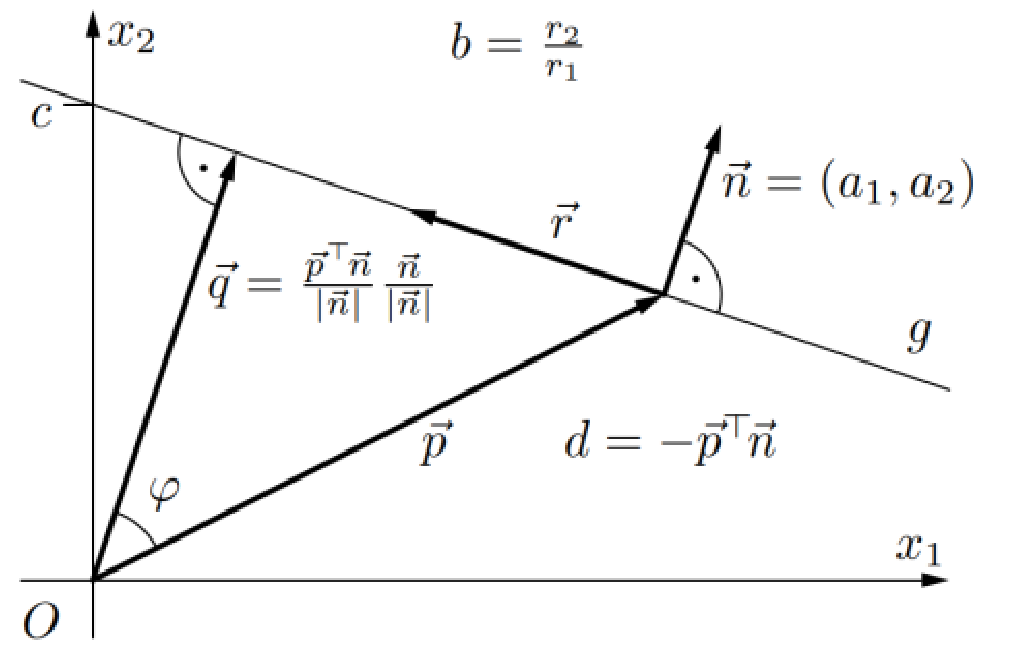 x₂
b = r₂/r₁
c
n⃗ = (a₁, a₂)
r⃗
q⃗ = (p⃗⊤n⃗/|n⃗|) (n⃗/|n⃗|)
g
p⃗
d = −p⃗⊤n⃗
φ
x₁
O